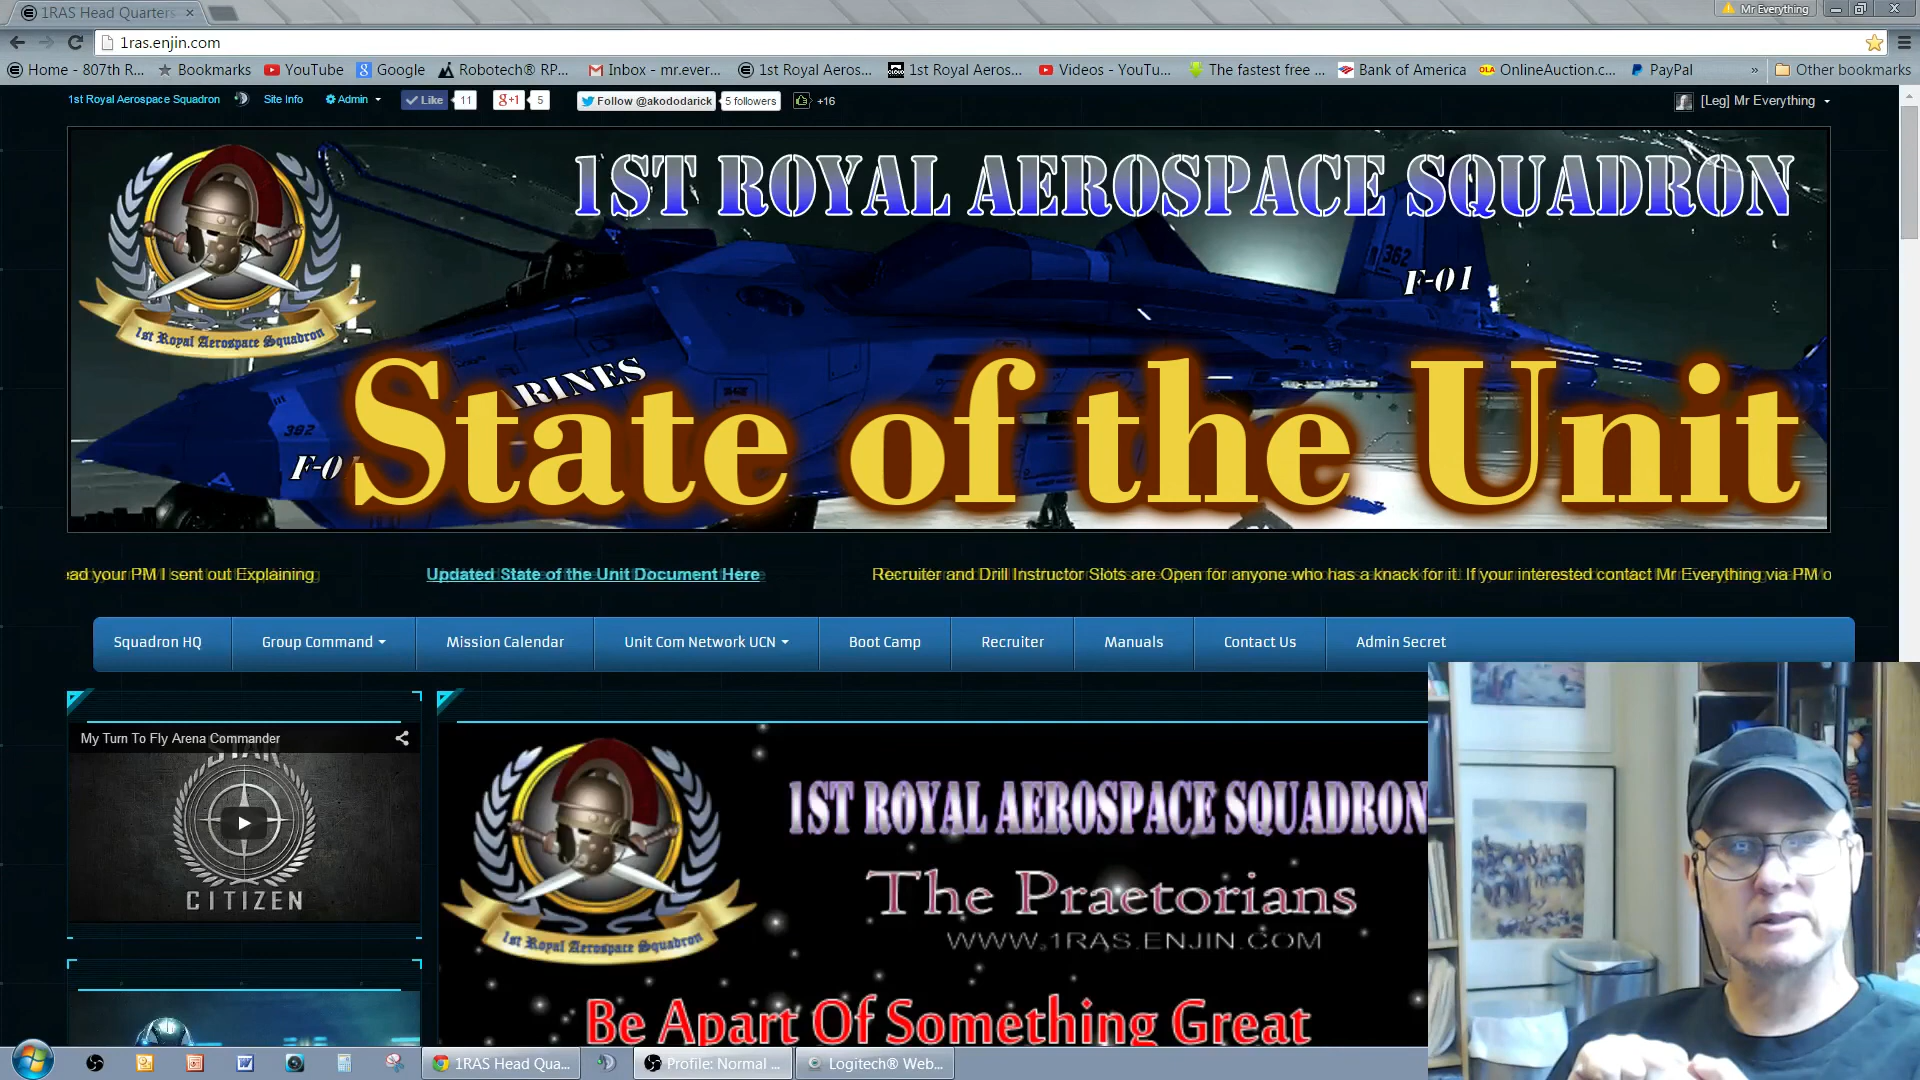 1RAS Head Quarters
Mr Everything
1ras.enjin.com
Home - 807th R... Bookmarks YouTube Google Robotech® RP... Inbox - mr.ever... 1st Royal Aeros... 1st Royal Aeros... Videos - YouTu... The fastest free ... Bank of America OnlineAuction.c... PayPal » Other bookmarks
1st Royal Aerospace Squadron Site Info Admin Like 11 g+1 5 Follow @akododarick 5 followers +16 [Leg] Mr Everything
1ST ROYAL AEROSPACE SQUADRON
362
F-01
1st Royal Aerospace Squadron
RINES
392
F-0
State of the Unit
ead your PM I sent out Explaining Updated State of the Unit Document Here Recruiter and Drill Instructor Slots are Open for anyone who has a knack for it. If your interested contact Mr Everything via PM o
Squadron HQ Group Command Mission Calendar Unit Com Network UCN Boot Camp Recruiter Manuals Contact Us Admin Secret
My Turn To Fly Arena Commander
STAR
CITIZEN
1ST ROYAL AEROSPACE SQUADRON
The Praetorians
WWW.1RAS.ENJIN.COM
1st Royal Aerospace Squadron
Be Apart Of Something Great
1RAS Head Qua... Profile: Normal ... Logitech® Web...